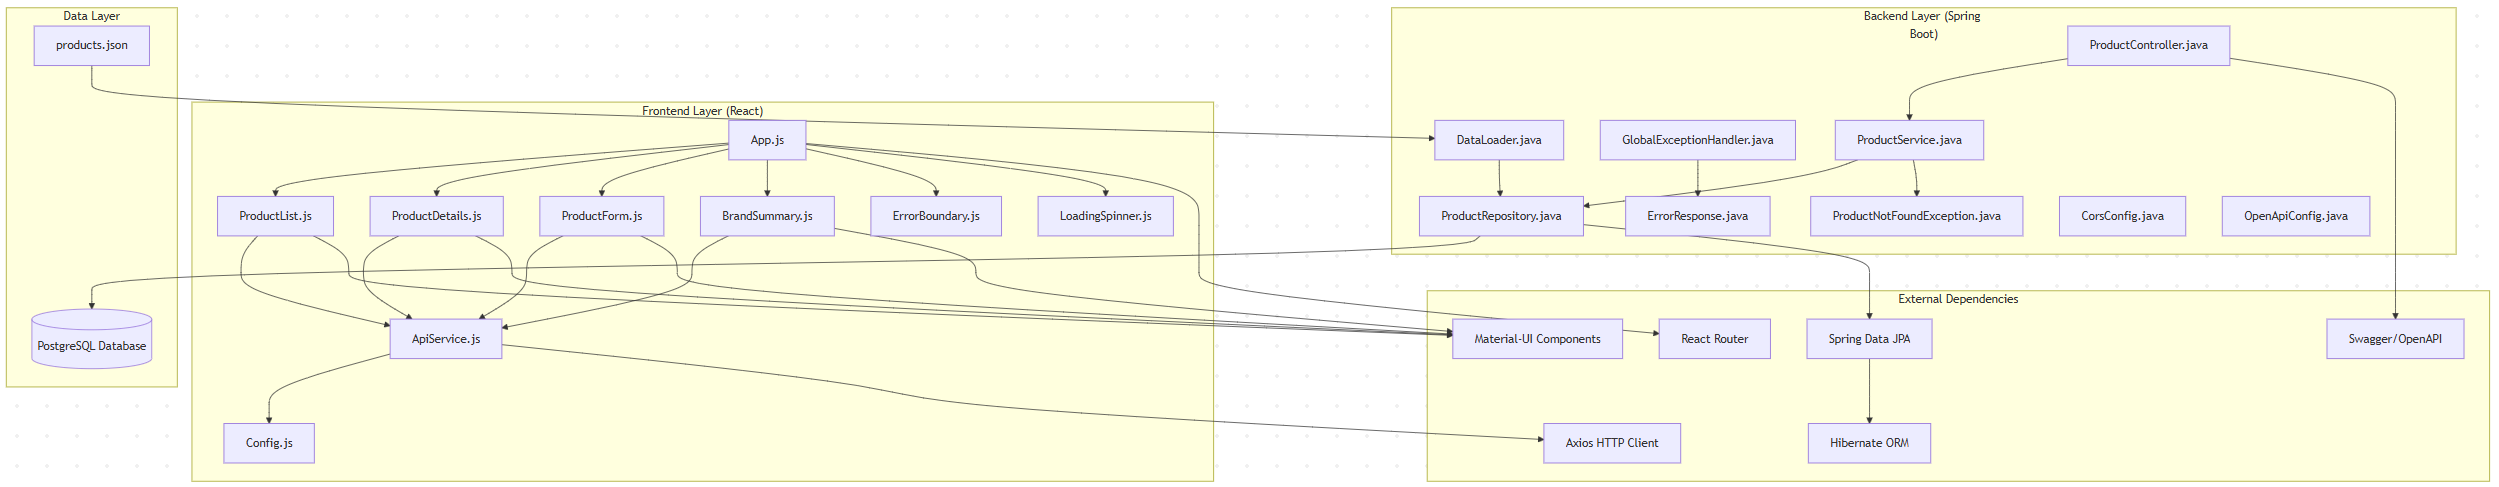 Data Layer
products.json
PostgreSQL Database
Frontend Layer (React)
App.js
ProductList.js
ProductDetails.js
ProductForm.js
BrandSummary.js
ErrorBoundary.js
LoadingSpinner.js
ApiService.js
Config.js
Backend Layer (Spring
Boot)
ProductController.java
DataLoader.java
GlobalExceptionHandler.java
ProductService.java
ProductRepository.java
ErrorResponse.java
ProductNotFoundException.java
CorsConfig.java
OpenApiConfig.java
External Dependencies
Material-UI Components
React Router
Spring Data JPA
Swagger/OpenAPI
Axios HTTP Client
Hibernate ORM